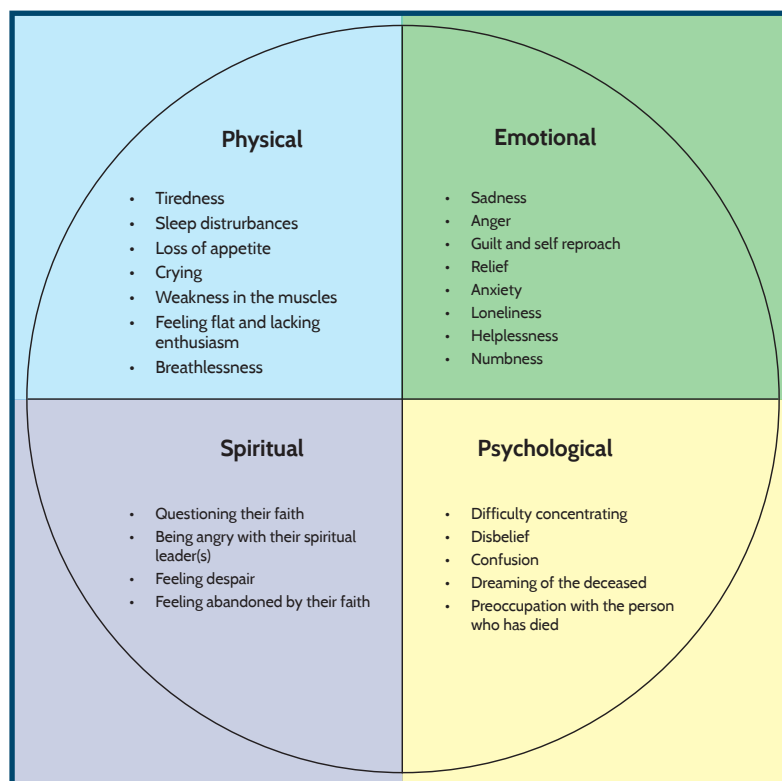 Physical
• Tiredness
• Sleep distrurbances
• Loss of appetite
• Crying
• Weakness in the muscles
• Feeling flat and lacking
enthusiasm
• Breathlessness
Emotional
• Sadness
• Anger
• Guilt and self reproach
• Relief
• Anxiety
• Loneliness
• Helplessness
• Numbness
Spiritual
• Questioning their faith
• Being angry with their spiritual
leader(s)
• Feeling despair
• Feeling abandoned by their faith
Psychological
• Difficulty concentrating
• Disbelief
• Confusion
• Dreaming of the deceased
• Preoccupation with the person
who has died